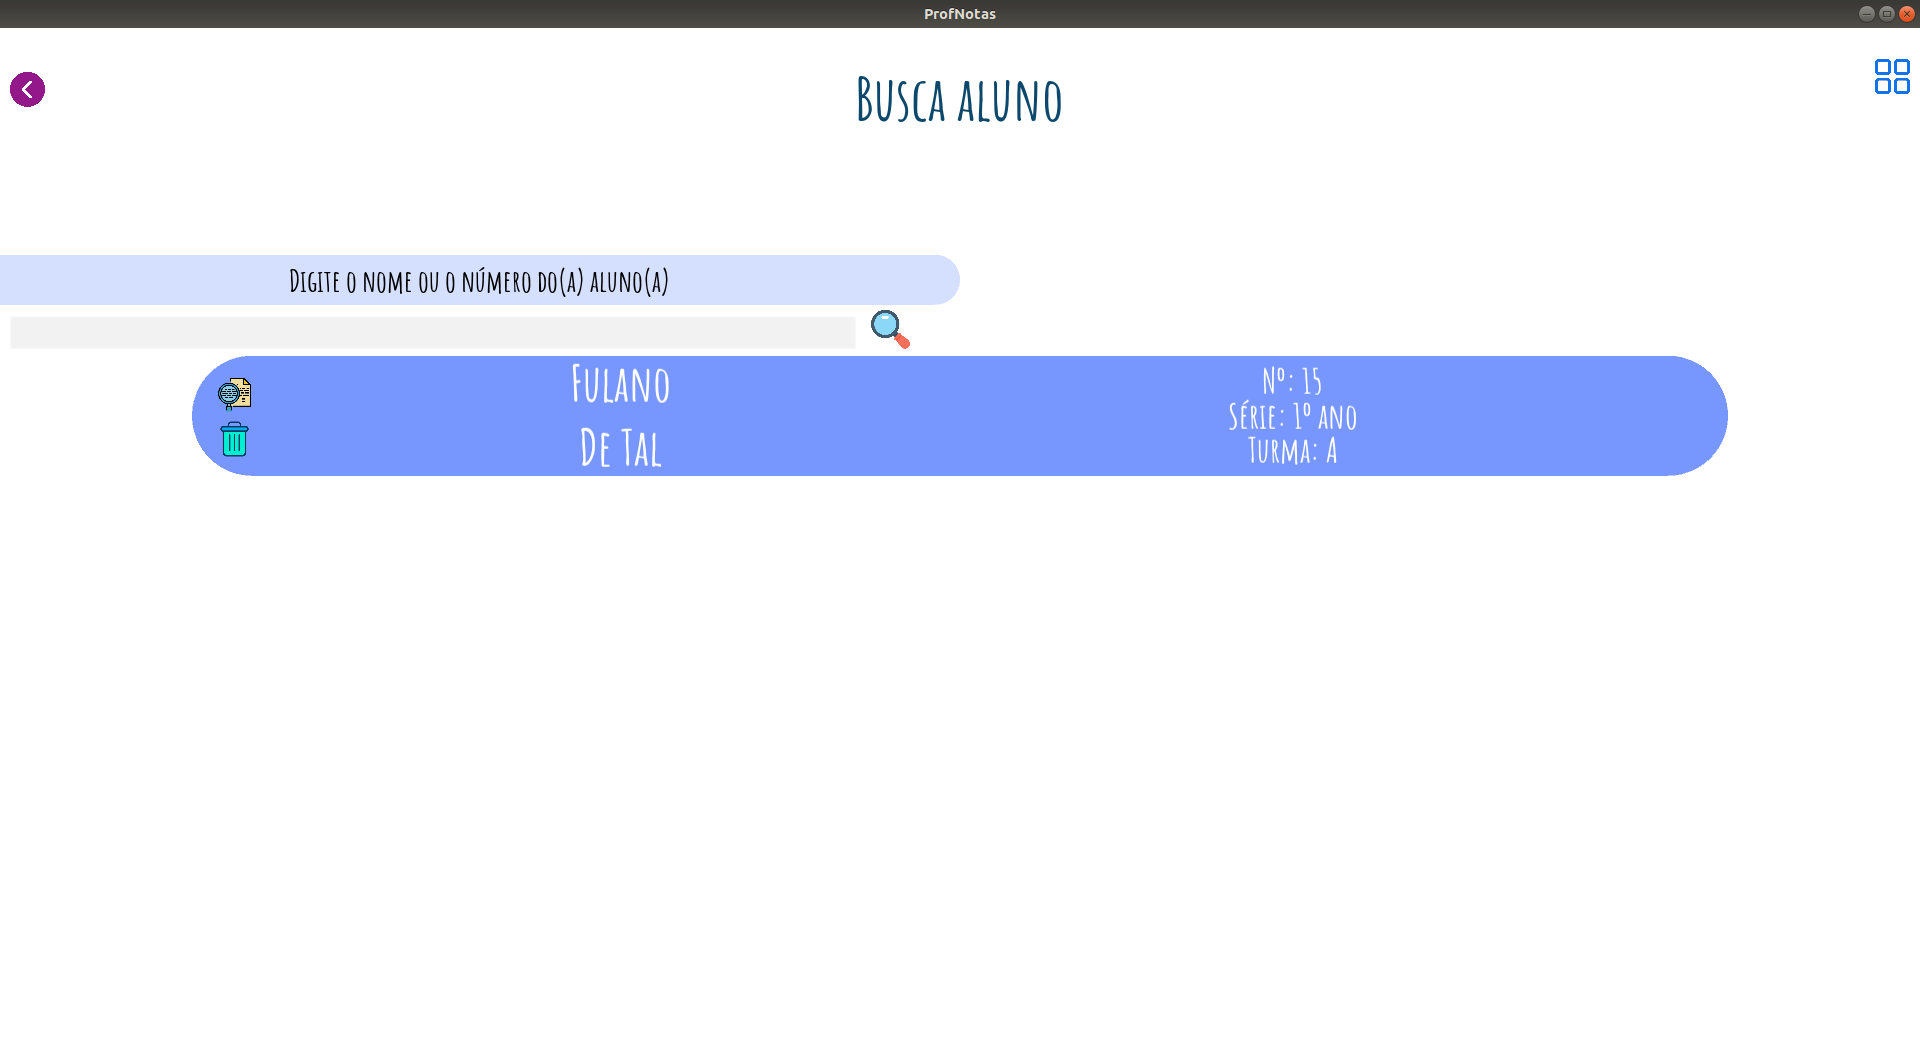 ProfNotas
Busca aluno
Digite o nome ou o número do(a) aluno(a)
Fulano
De Tal
Nº: 15
Série: 1º ano
Turma: A